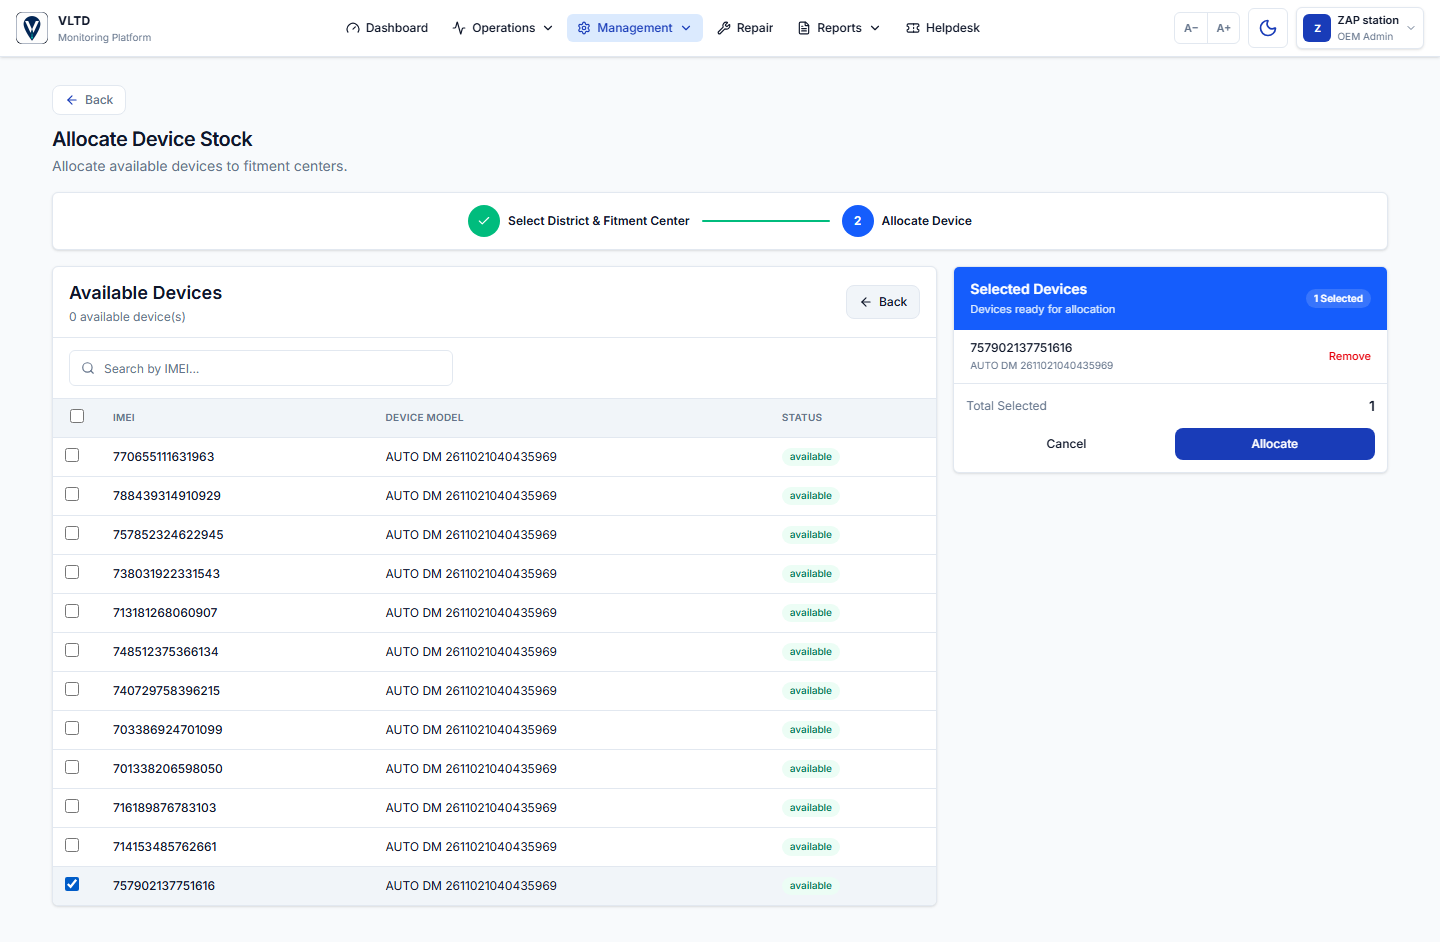 VLTD
Monitoring Platform
Dashboard
Operations
Management
Repair
Reports
Helpdesk
A−
A+
Z
ZAP station
OEM Admin
Back
Allocate Device Stock
Allocate available devices to fitment centers.
Select District & Fitment Center
2
Allocate Device
Available Devices
0 available device(s)
Back
Search by IMEI...
IMEI DEVICE MODEL STATUS
770655111631963 AUTO DM 2611021040435969 available
788439314910929 AUTO DM 2611021040435969 available
757852324622945 AUTO DM 2611021040435969 available
738031922331543 AUTO DM 2611021040435969 available
713181268060907 AUTO DM 2611021040435969 available
748512375366134 AUTO DM 2611021040435969 available
740729758396215 AUTO DM 2611021040435969 available
703386924701099 AUTO DM 2611021040435969 available
701338206598050 AUTO DM 2611021040435969 available
716189876783103 AUTO DM 2611021040435969 available
714153485762661 AUTO DM 2611021040435969 available
757902137751616 AUTO DM 2611021040435969 available
Selected Devices
Devices ready for allocation
1 Selected
757902137751616
AUTO DM 2611021040435969
Remove
Total Selected 1
Cancel
Allocate